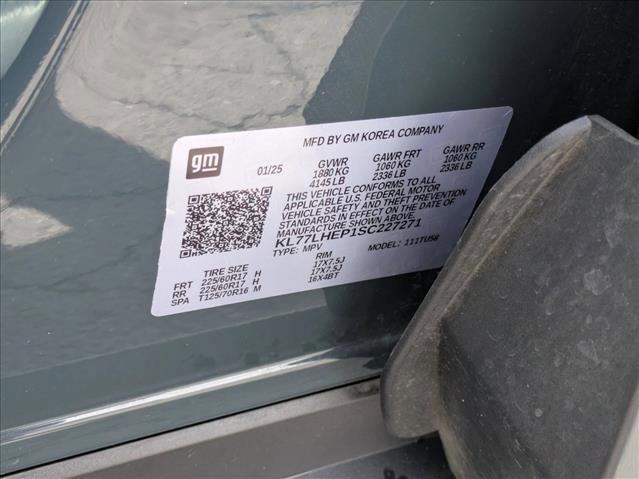 MFD BY GM KOREA COMPANY
gm
01/25 GVWR GAWR FRT GAWR RR
1880 KG 1060 KG 1060 KG
4145 LB 2336 LB 2336 LB
THIS VEHICLE CONFORMS TO ALL
APPLICABLE U.S. FEDERAL MOTOR
VEHICLE SAFETY AND THEFT PREVENTION
STANDARDS IN EFFECT ON THE DATE OF
MANUFACTURE SHOWN ABOVE.
KL77LHEP1SC227271
TYPE: MPV MODEL: 111TU58
TIRE SIZE RIM
FRT 225/60R17 H 17X7.5J
RR 225/60R17 H 17X7.5J
SPA T125/70R16 M 16X4BT